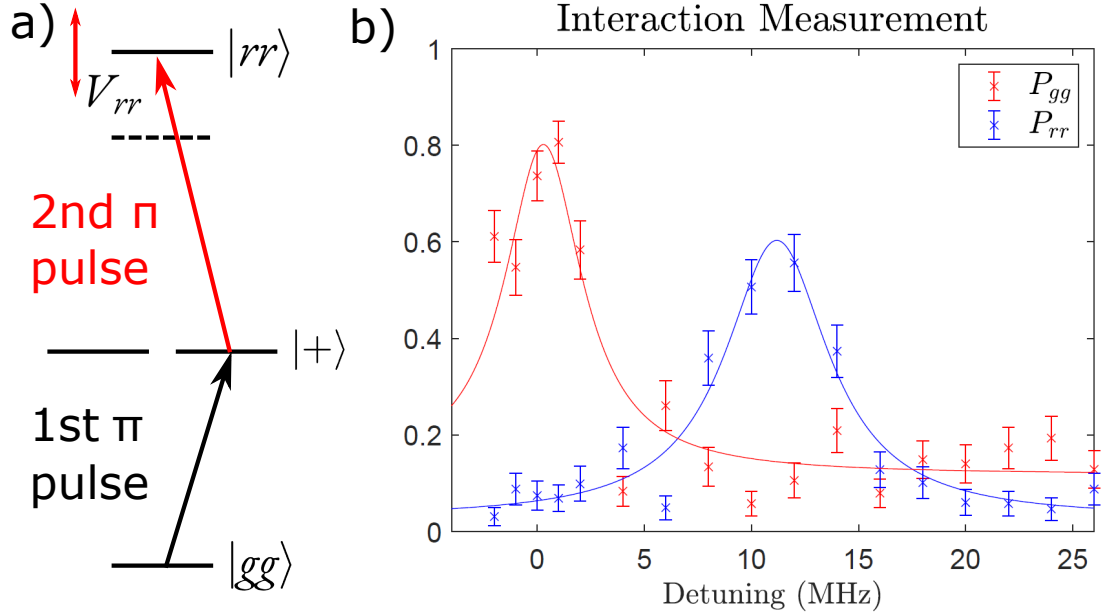 a)
|rr⟩
V_rr
2nd π
pulse
|+⟩
1st π
pulse
|gg⟩
b)
Interaction Measurement
P_gg
P_rr
1
0.8
0.6
0.4
0.2
0
0 5 10 15 20 25
Detuning (MHz)